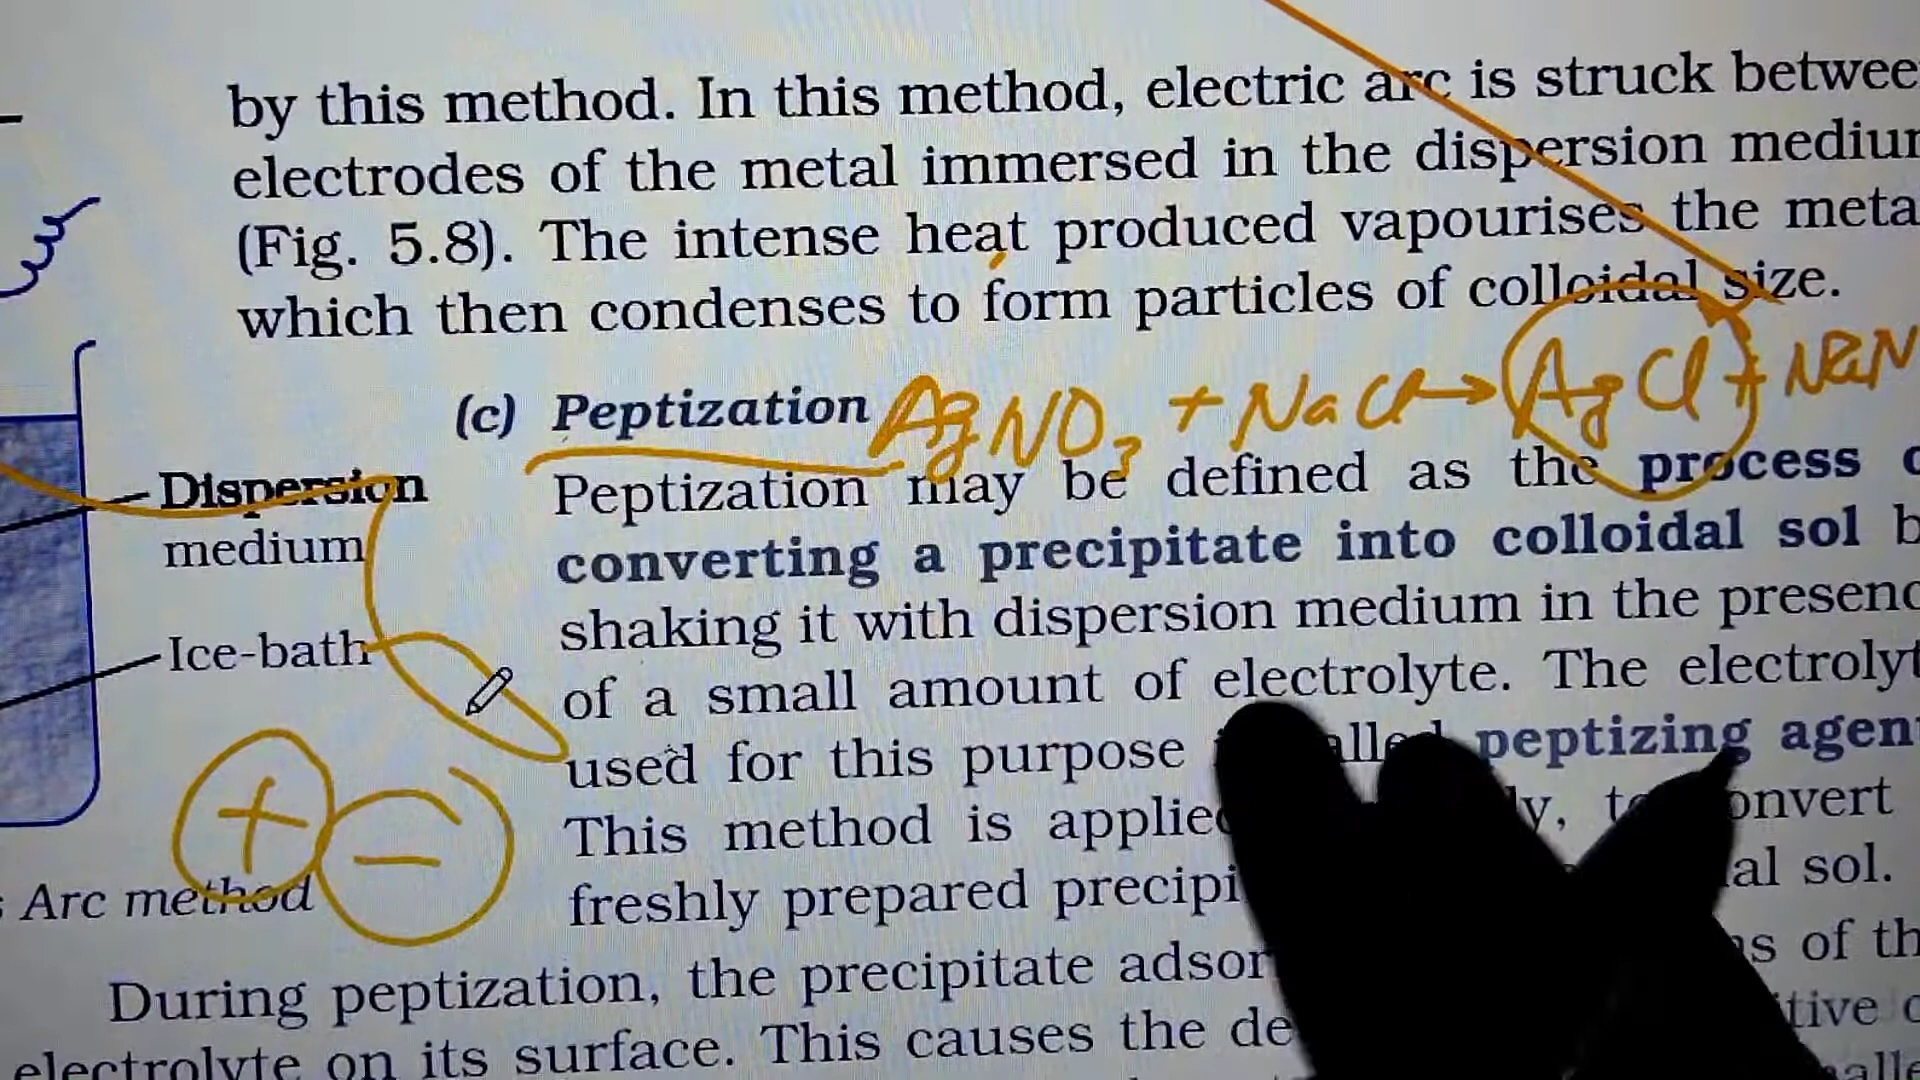 by this method. In this method, electric arc is struck betwee
electrodes of the metal immersed in the dispersion mediu
(Fig. 5.8). The intense heat produced vapourises the meta
which then condenses to form particles of colloidal size.
(c) Peptization AgNO3 + NaCl → AgCl + NaN
Peptization may be defined as the process
converting a precipitate into colloidal sol b
shaking it with dispersion medium in the presenc
of a small amount of electrolyte. The electrolyt
used for this purpose peptizing agen
This method is applie y, to convert
freshly prepared precipi al sol.
During peptization, the precipitate adsor s of th
electrolyte on its surface. This causes the de tive c
Dispersion
medium
Ice-bath
Arc method
+ −